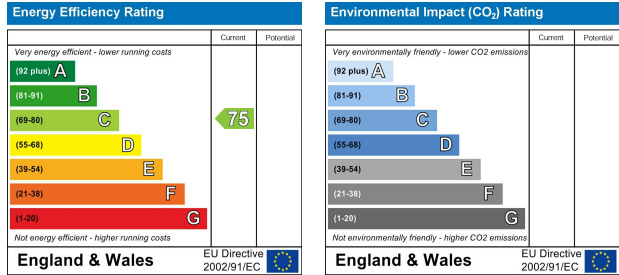 Energy Efficiency Rating
Current Potential
Very energy efficient - lower running costs
(92 plus) A
(81-91) B
(69-80) C 75
(55-68) D
(39-54) E
(21-38) F
(1-20) G
Not energy efficient - higher running costs
England & Wales
EU Directive
2002/91/EC
Environmental Impact (CO₂) Rating
Current Potential
Very environmentally friendly - lower CO2 emissions
(92 plus) A
(81-91) B
(69-80) C
(55-68) D
(39-54) E
(21-38) F
(1-20) G
Not environmentally friendly - higher CO2 emissions
England & Wales
EU Directive
2002/91/EC